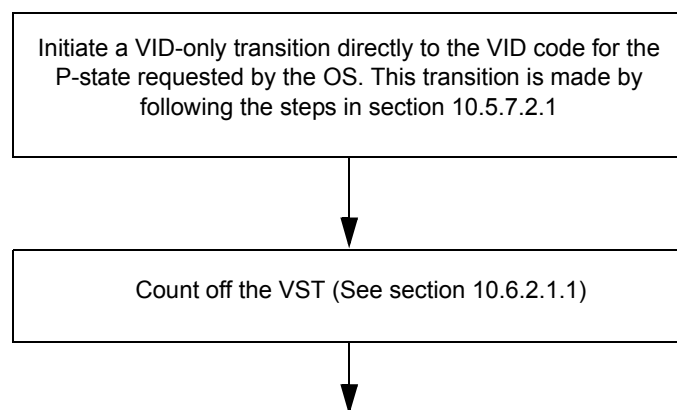 Initiate a VID-only transition directly to the VID code for the
P-state requested by the OS. This transition is made by
following the steps in section 10.5.7.2.1
Count off the VST (See section 10.6.2.1.1)